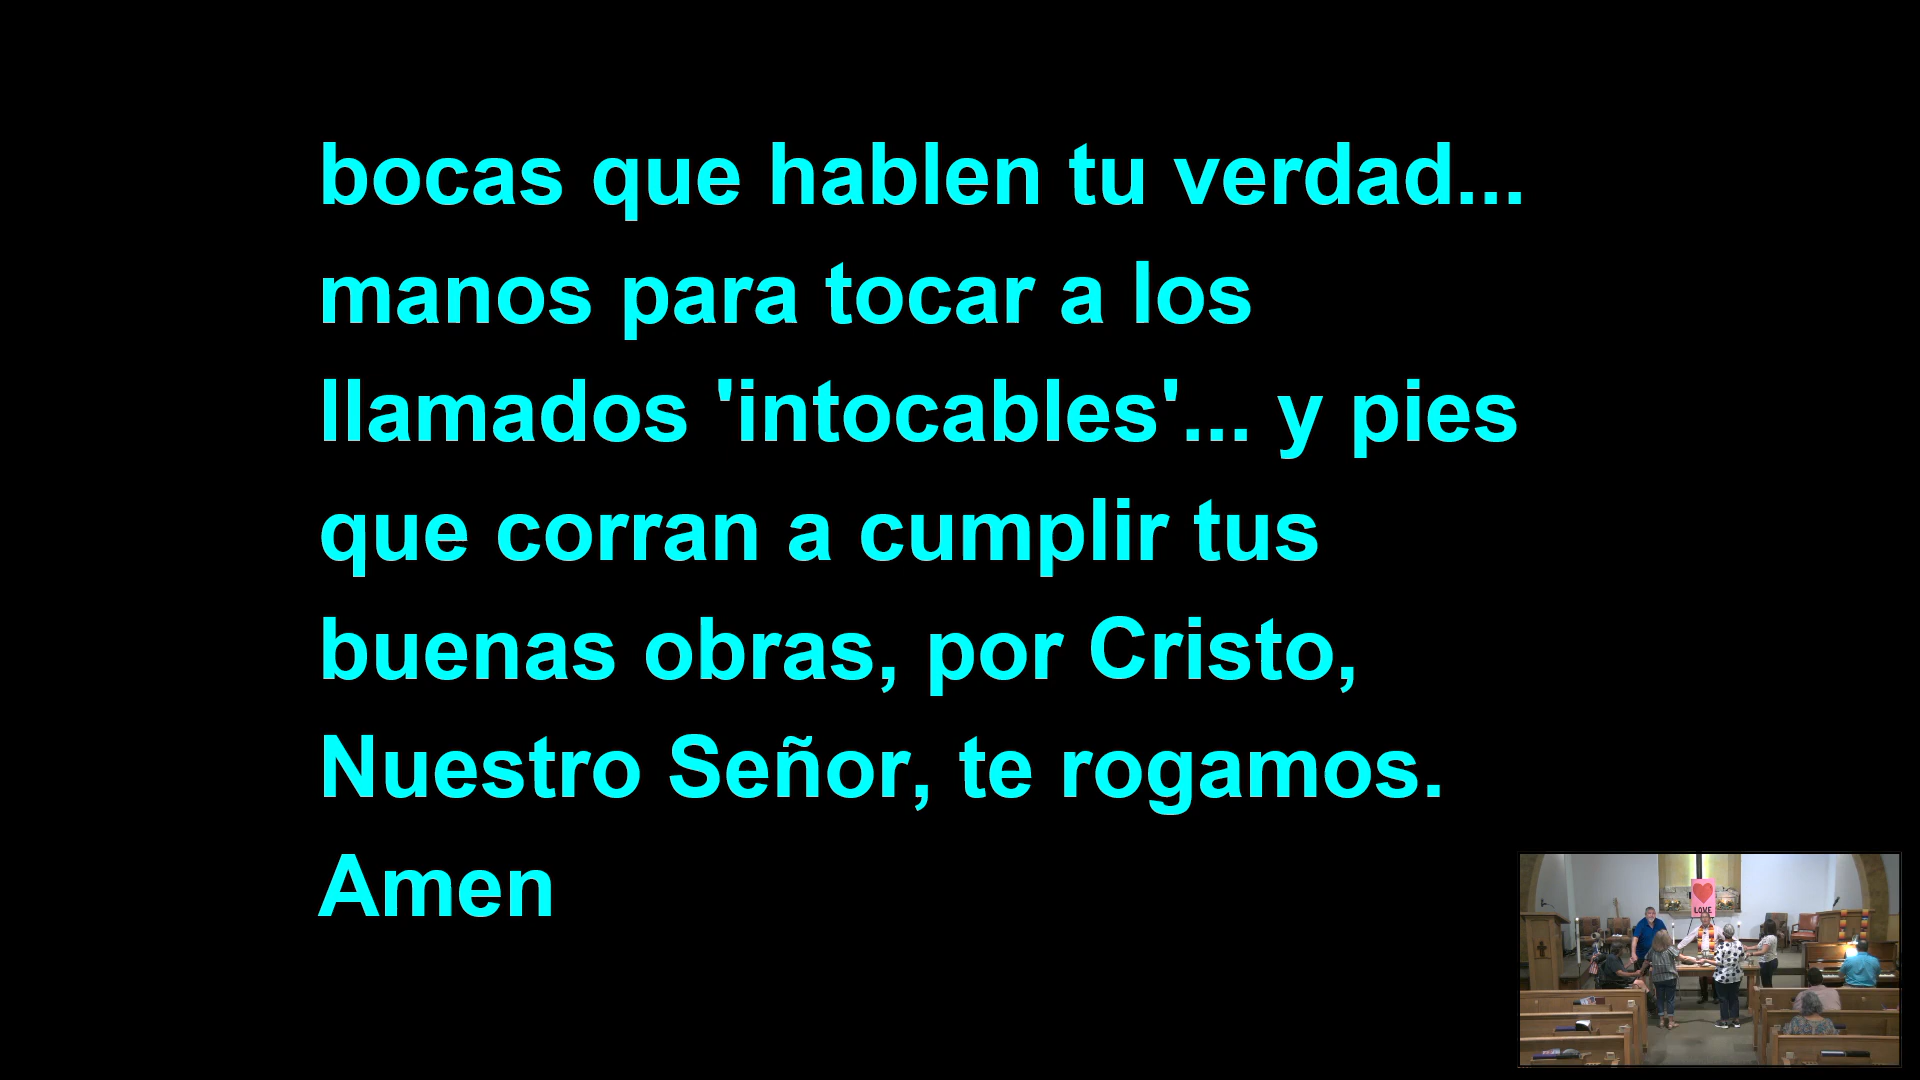 bocas que hablen tu verdad...
manos para tocar a los
llamados 'intocables'... y pies
que corran a cumplir tus
buenas obras, por Cristo,
Nuestro Señor, te rogamos.
Amen
LOVE